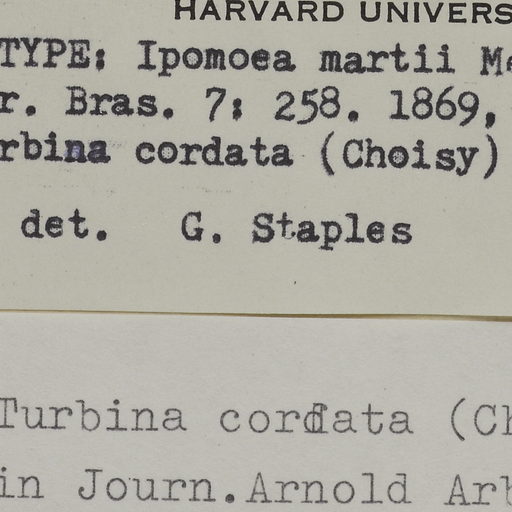 HARVARD UNIVERS
TYPE: Ipomoea martii Me
r. Bras. 7: 258. 1869,
rbina cordata (Choisy)
det. G. Staples
Turbina cordata (Ch
in Journ.Arnold Arb